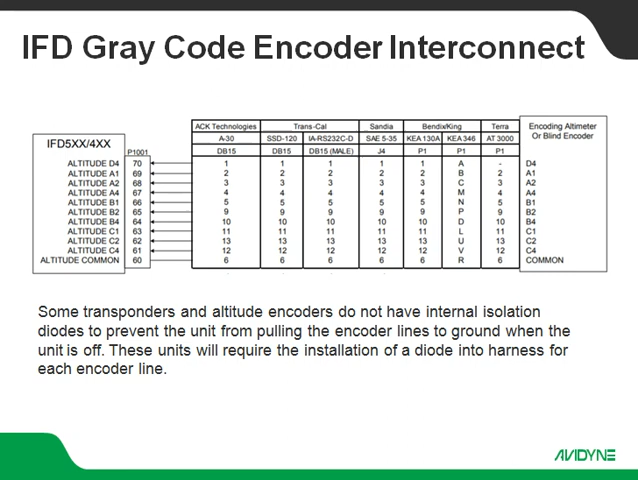 IFD Gray Code Encoder Interconnect
ACK Technologies Trans-Cal Sandia Bendix/King Terra Encoding Altimeter
Or Blind Encoder
A-30 SSD-120 IA-RS232C-D SAE 5-35 KEA 130A KEA 346 AT 3000
IFD5XX/4XX P1001 DB15 DB15 DB15 (MALE) J4 P1 P1 P1
ALTITUDE D4 70 1 1 1 1 1 A - D4
ALTITUDE A1 69 2 2 2 2 2 B 2 A1
ALTITUDE A2 68 3 3 3 3 3 C 3 A2
ALTITUDE A4 67 4 4 4 4 4 M 4 A4
ALTITUDE B1 66 5 5 5 5 5 N 5 B1
ALTITUDE B2 65 9 9 9 9 9 P 9 B2
ALTITUDE B4 64 10 10 10 10 10 D 10 B4
ALTITUDE C1 63 11 11 11 11 11 L 11 C1
ALTITUDE C2 62 13 13 13 13 13 U 13 C2
ALTITUDE C4 61 12 12 12 12 12 V 12 C4
ALTITUDE COMMON 60 6 6 6 6 6 R 6 COMMON
Some transponders and altitude encoders do not have internal isolation
diodes to prevent the unit from pulling the encoder lines to ground when the
unit is off. These units will require the installation of a diode into harness for
each encoder line.
AVIDYNE